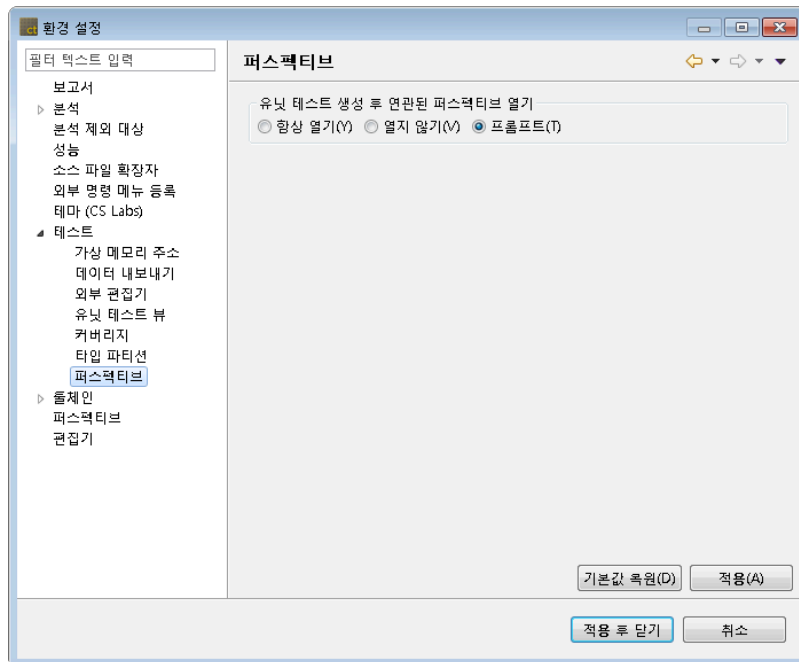 ct 환경 설정
필터 텍스트 입력
보고서
분석
분석 제외 대상
성능
소스 파일 확장자
외부 명령 메뉴 등록
테마 (CS Labs)
테스트
가상 메모리 주소
데이터 내보내기
외부 편집기
유닛 테스트 뷰
커버리지
타입 파티션
퍼스펙티브
툴체인
퍼스펙티브
편집기
퍼스펙티브
유닛 테스트 생성 후 연관된 퍼스펙티브 열기
항상 열기(Y) 열지 않기(V) 프롬프트(T)
기본값 복원(D) 적용(A)
적용 후 닫기 취소